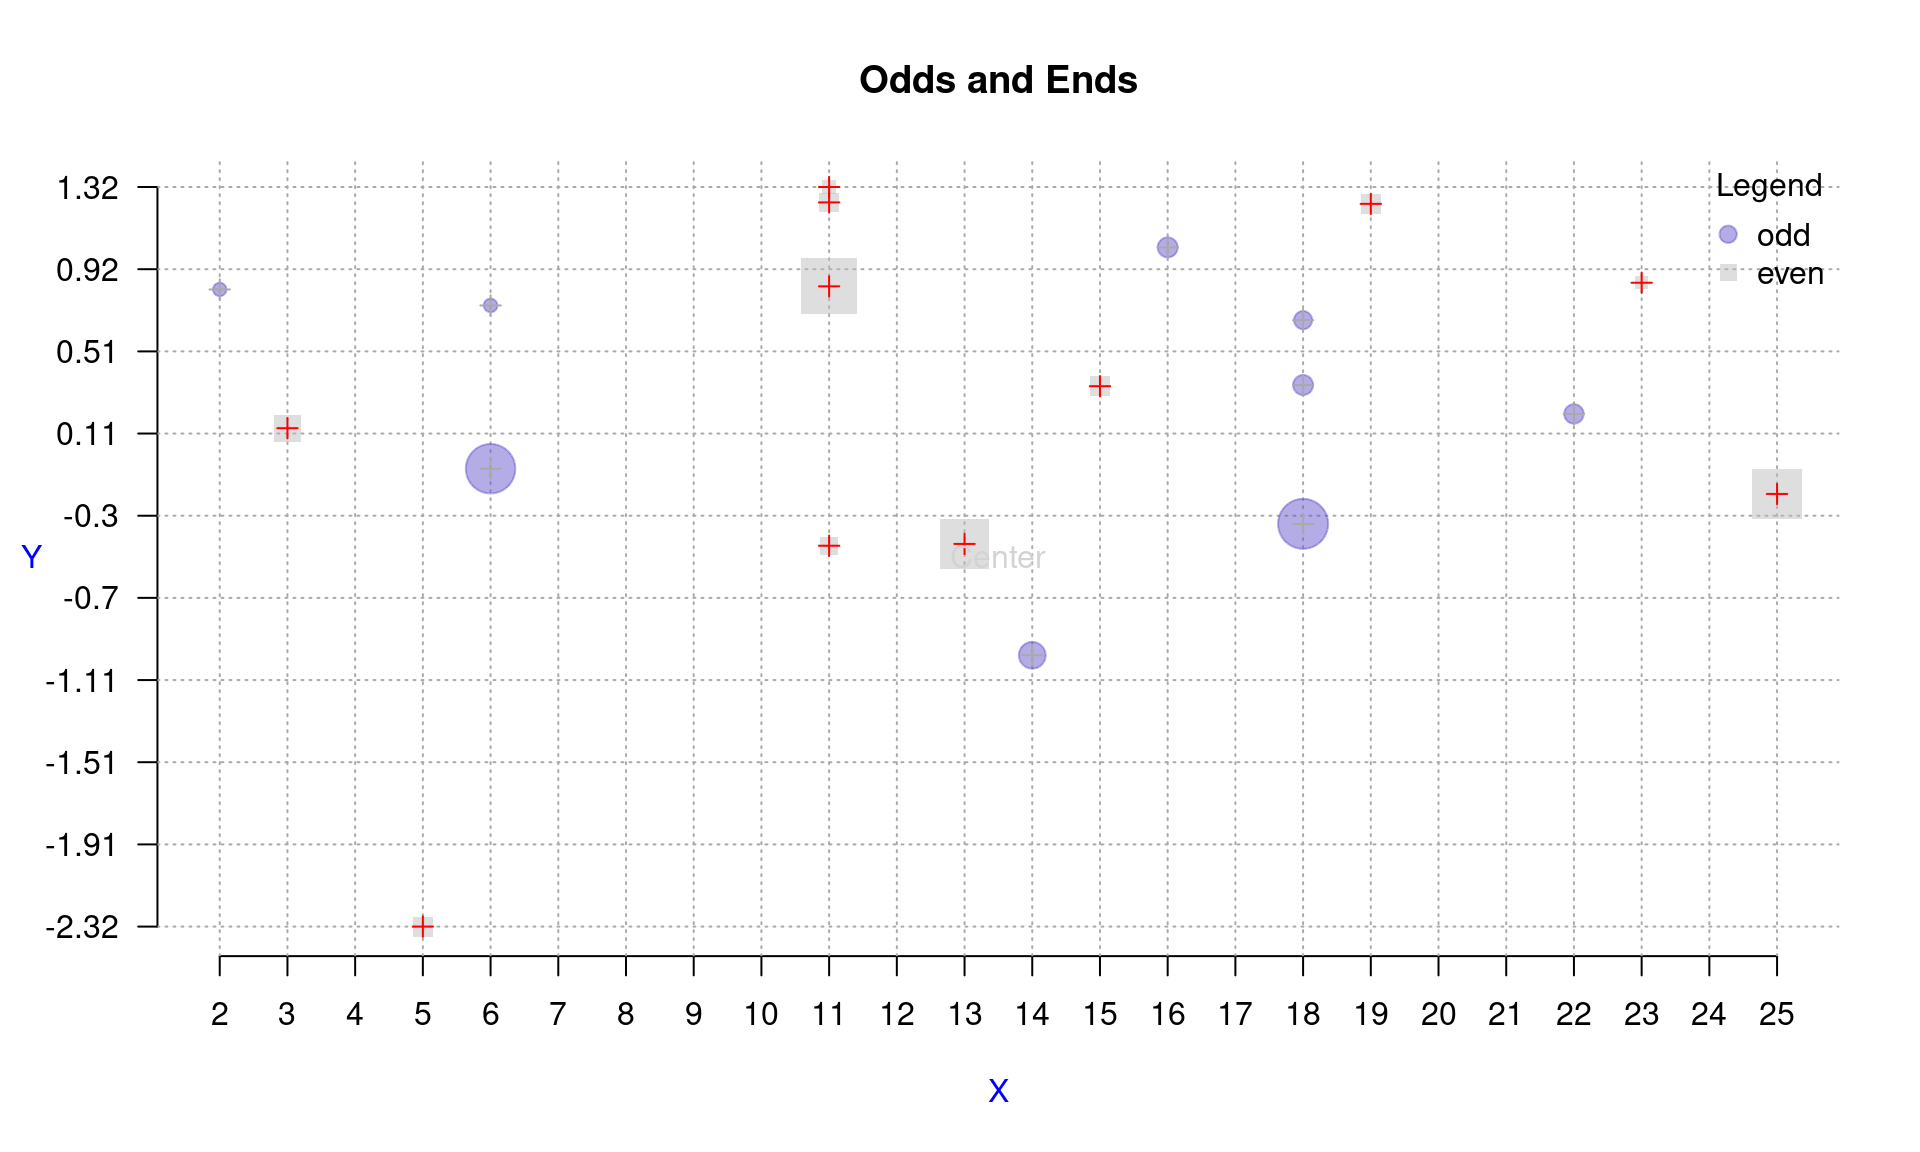 Odds and Ends
1.32
0.92
0.51
0.11
-0.3
-0.7
-1.11
-1.51
-1.91
-2.32
Y
Legend
odd
even
Center
2 3 4 5 6 7 8 9 10 11 12 13 14 15 16 17 18 19 20 21 22 23 24 25
X